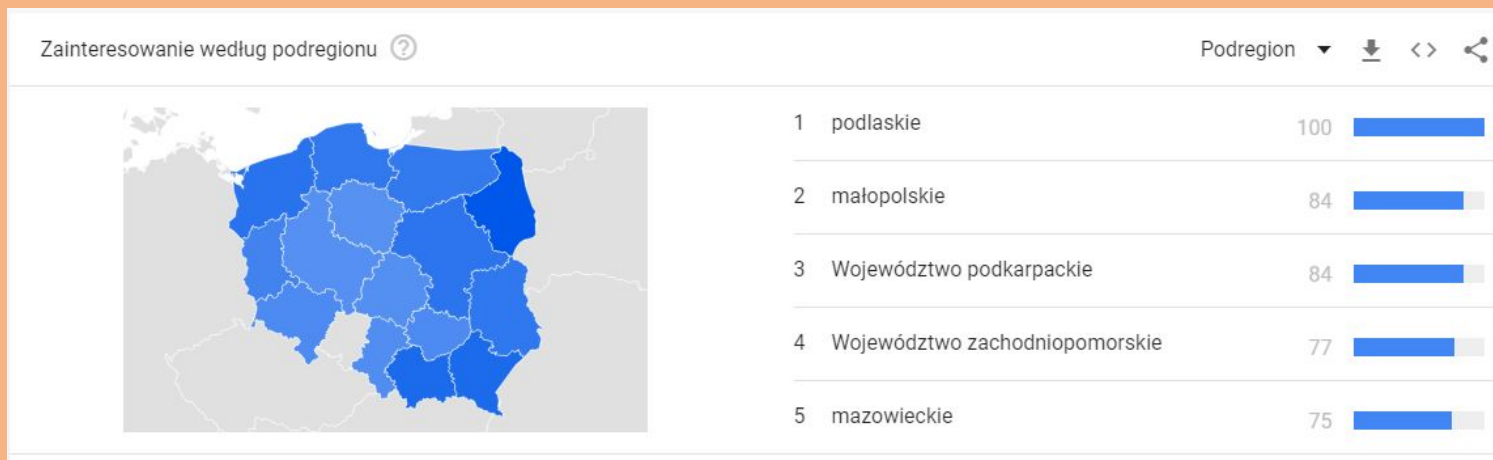 Zainteresowanie według podregionu ?
Podregion
1 podlaskie 100
2 małopolskie 84
3 Województwo podkarpackie 84
4 Województwo zachodniopomorskie 77
5 mazowieckie 75